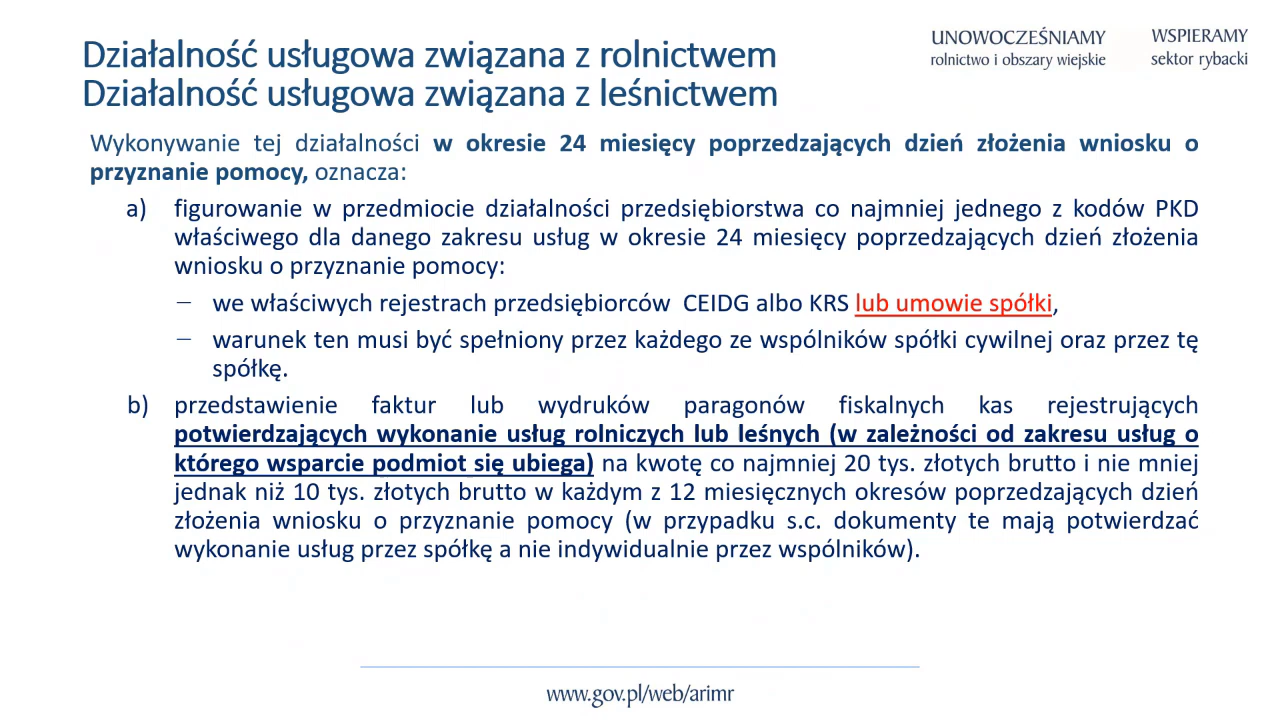 Działalność usługowa związana z rolnictwem
Działalność usługowa związana z leśnictwem
UNOWOCZEŚNIAMY
rolnictwo i obszary wiejskie
WSPIERAMY
sektor rybacki
Wykonywanie tej działalności w okresie 24 miesięcy poprzedzających dzień złożenia wniosku o
przyznanie pomocy, oznacza:
a) figurowanie w przedmiocie działalności przedsiębiorstwa co najmniej jednego z kodów PKD
właściwego dla danego zakresu usług w okresie 24 miesięcy poprzedzających dzień złożenia
wniosku o przyznanie pomocy:
− we właściwych rejestrach przedsiębiorców CEIDG albo KRS lub umowie spółki,
− warunek ten musi być spełniony przez każdego ze wspólników spółki cywilnej oraz przez tę
spółkę.
b) przedstawienie faktur lub wydruków paragonów fiskalnych kas rejestrujących
potwierdzających wykonanie usług rolniczych lub leśnych (w zależności od zakresu usług o
którego wsparcie podmiot się ubiega) na kwotę co najmniej 20 tys. złotych brutto i nie mniej
jednak niż 10 tys. złotych brutto w każdym z 12 miesięcznych okresów poprzedzających dzień
złożenia wniosku o przyznanie pomocy (w przypadku s.c. dokumenty te mają potwierdzać
wykonanie usług przez spółkę a nie indywidualnie przez wspólników).
www.gov.pl/web/arimr